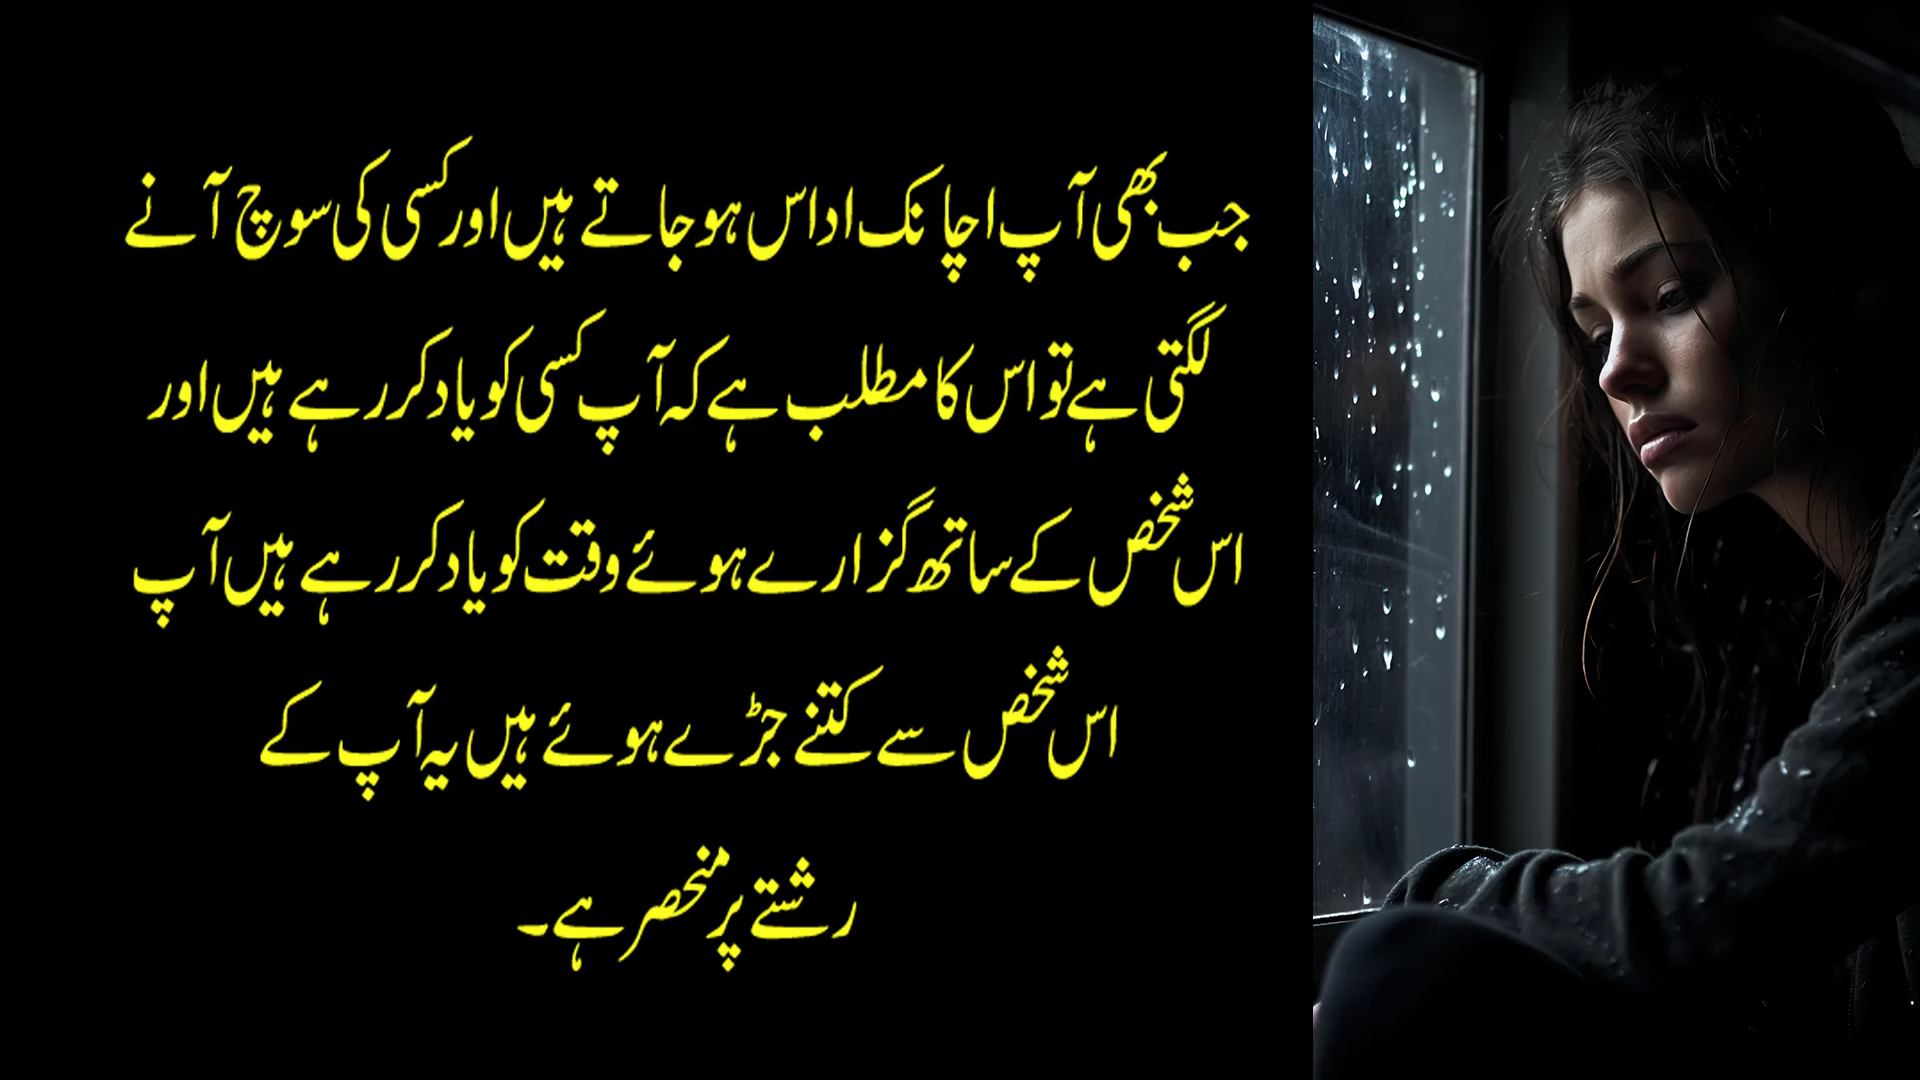 جب بھی آپ اچانک اداس ہو جاتے ہیں اور کسی کی سوچ آنے
لگتی ہے تو اس کا مطلب ہے کہ آپ کسی کو یاد کر رہے ہیں اور
اس شخص کے ساتھ گزارے ہوئے وقت کو یاد کر رہے ہیں آپ
اس شخص سے کتنے جڑے ہوئے ہیں یہ آپ کے
رشتے پر منحصر ہے۔